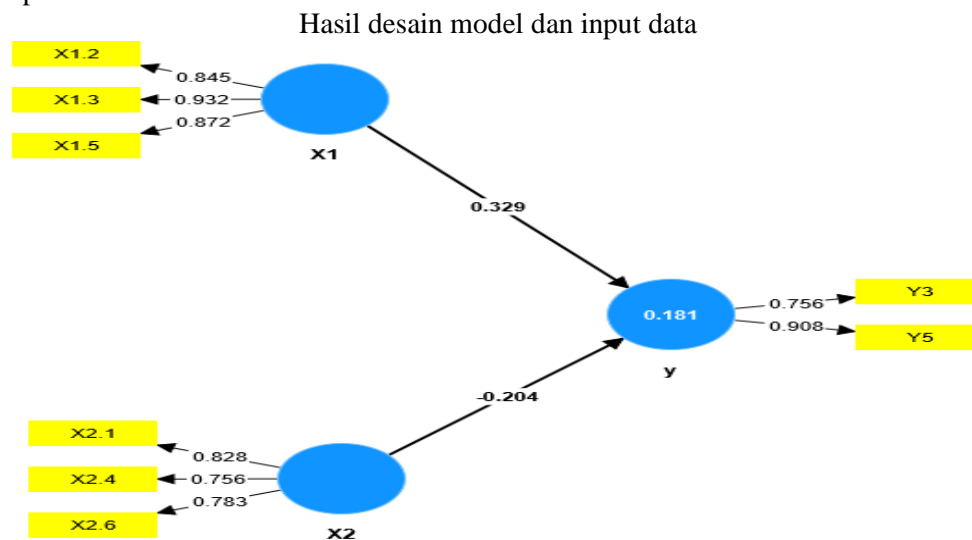 Hasil desain model dan input data
X1.2
0.845
X1.3
0.932
X1.5
0.872
X1
0.329
0.181
y
0.756
Y3
0.908
Y5
-0.204
X2.1
0.828
X2.4
0.756
X2.6
0.783
X2